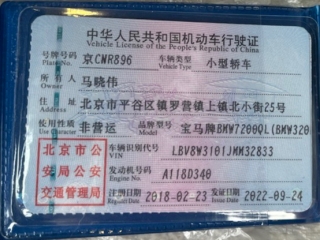 中华人民共和国机动车行驶证
Vehicle License of the People's Republic of China
号牌号码 京CNR896 车辆类型 小型轿车
Plate No. Vehicle Type
所有人 马晓伟
Owner
住址 北京市平谷区镇罗营镇上镇北小街25号
Address
使用性质 非营运 品牌型号 宝马牌BMW7200QL(BMW320
Use Character Model
北京市公
安局公安
交通管理局
车辆识别代号 LBV8W3101JMM32833
VIN
发动机号码 A118D340
Engine No.
注册日期 2018-02-23 发证日期 2022-09-24
Register Date Issue Date